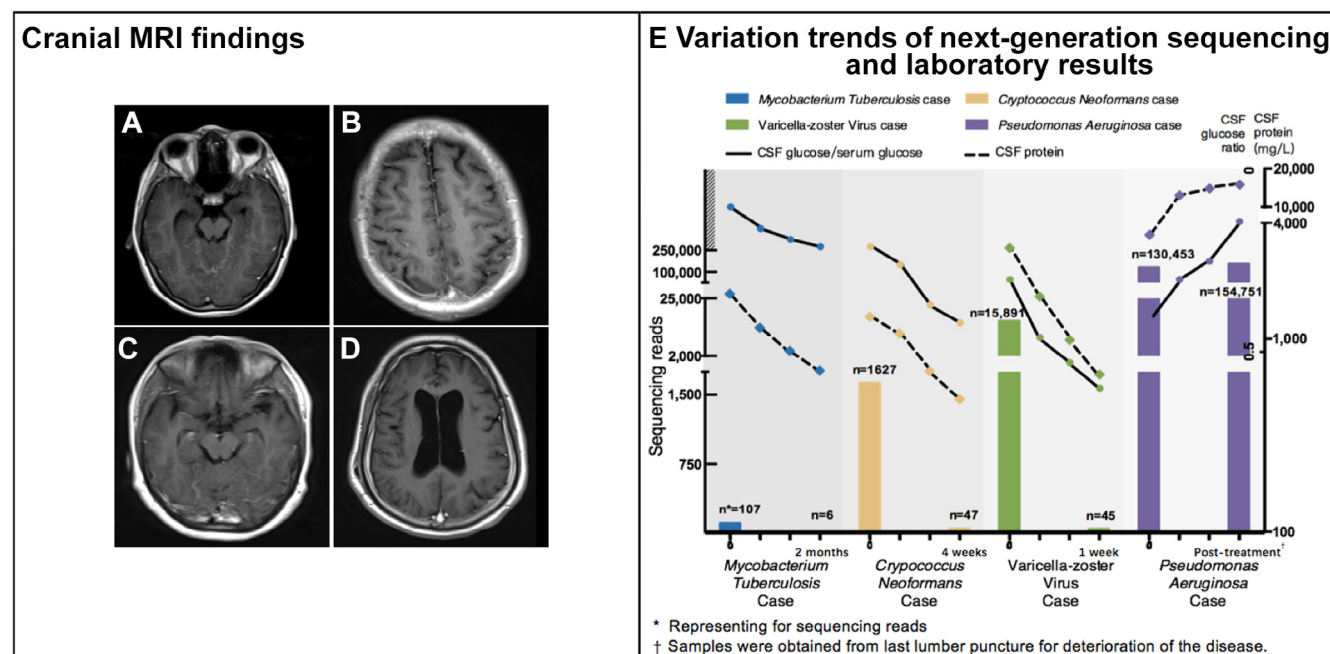 Cranial MRI findings
A
B
C
D
E Variation trends of next-generation sequencing
and laboratory results
Mycobacterium Tuberculosis case
Cryptococcus Neoformans case
Varicella-zoster Virus case
Pseudomonas Aeruginosa case
CSF glucose/serum glucose
CSF protein
CSF
glucose
ratio
CSF
protein
(mg/L)
Sequencing reads
250,000
100,000
25,000
2,000
1,500
750
0
0.5
20,000
10,000
4,000
1,000
100
n*=107
n=6
n=1627
n=47
n=15,891
n=45
n=130,453
n=154,751
0
2 months
0
4 weeks
0
1 week
0
Post-treatment†
Mycobacterium
Tuberculosis
Case
Crypococcus
Neoformans
Case
Varicella-zoster
Virus
Case
Pseudomonas
Aeruginosa
Case
* Representing for sequencing reads
† Samples were obtained from last lumber puncture for deterioration of the disease.